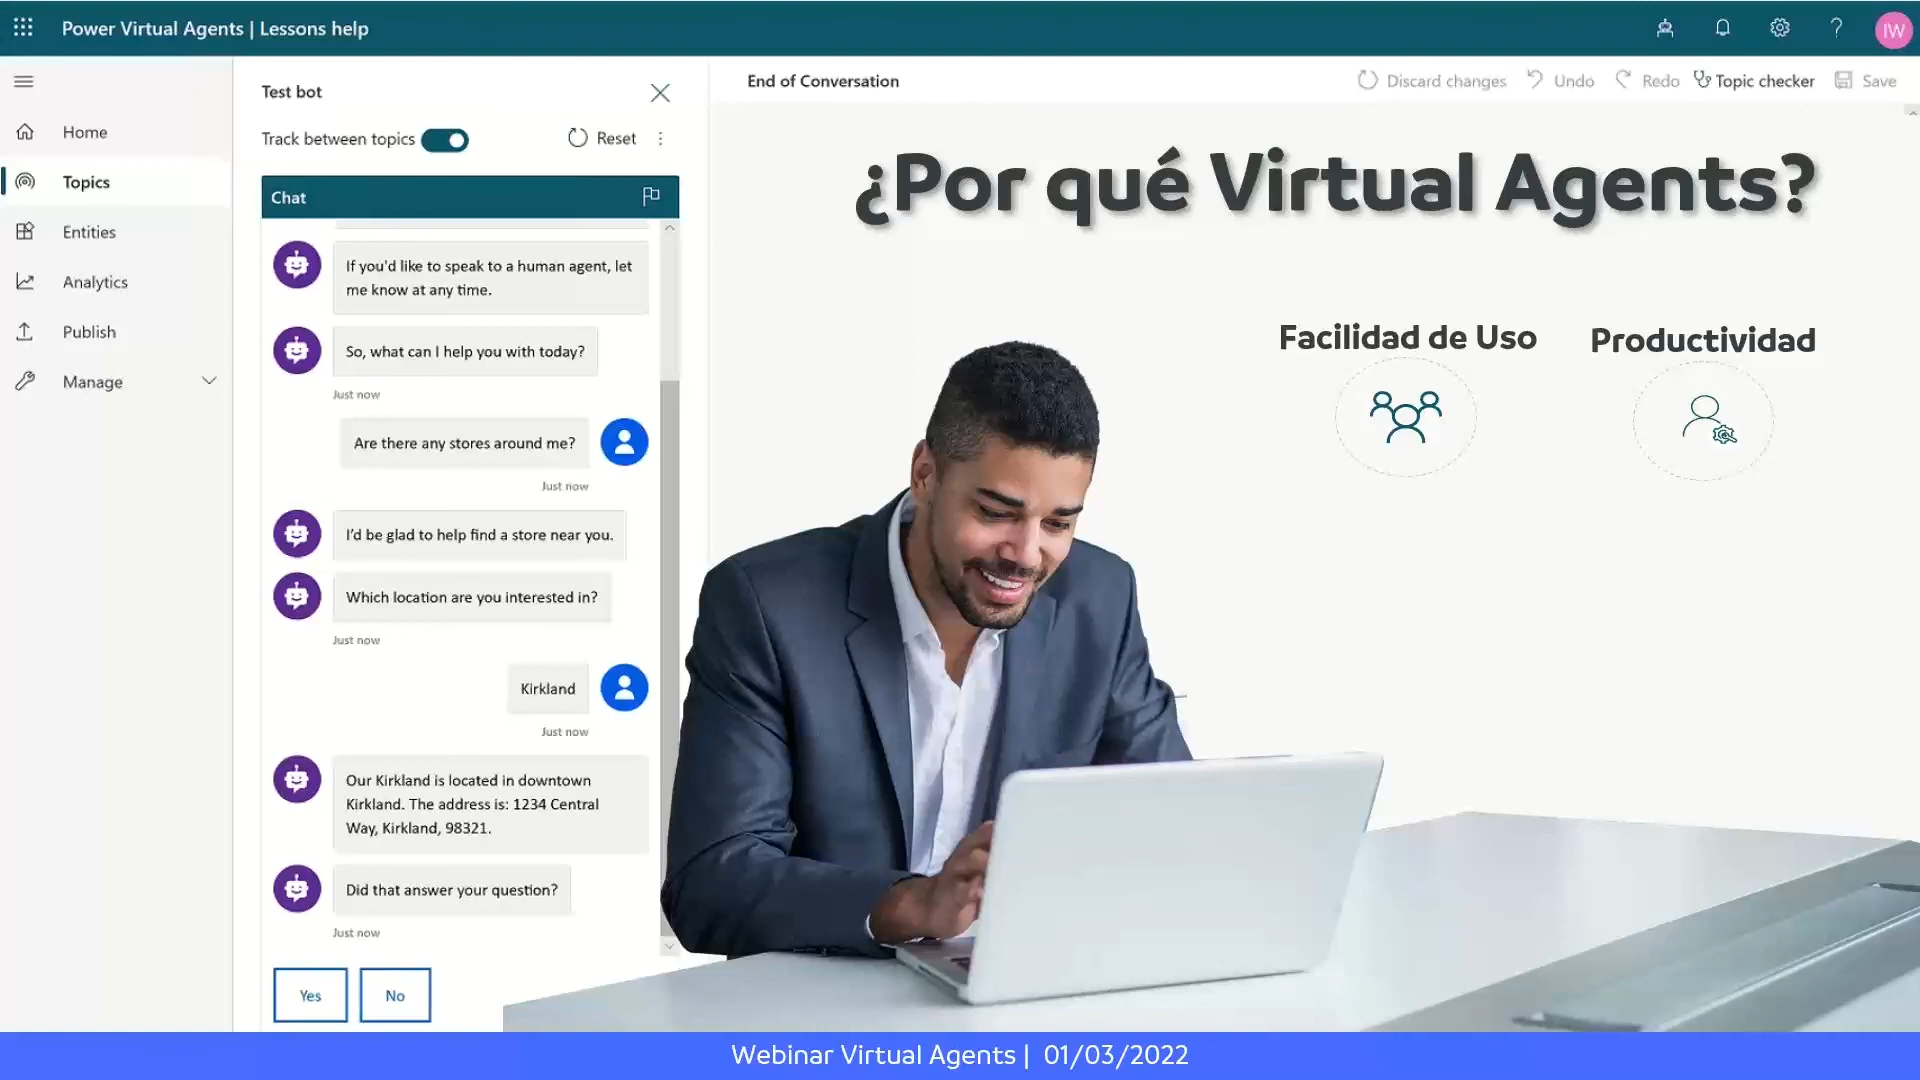 Power Virtual Agents | Lessons help
IW
Home
Topics
Entities
Analytics
Publish
Manage
Test bot
Track between topics
Reset
Chat
If you'd like to speak to a human agent, let
me know at any time.
So, what can I help you with today?
Just now
Are there any stores around me?
Just now
I'd be glad to help find a store near you.
Which location are you interested in?
Just now
Kirkland
Just now
Our Kirkland is located in downtown
Kirkland. The address is: 1234 Central
Way, Kirkland, 98321.
Did that answer your question?
Just now
Yes
No
End of Conversation
Discard changes
Undo
Redo
Topic checker
Save
¿Por qué Virtual Agents?
Facilidad de Uso
Productividad
Webinar Virtual Agents | 01/03/2022